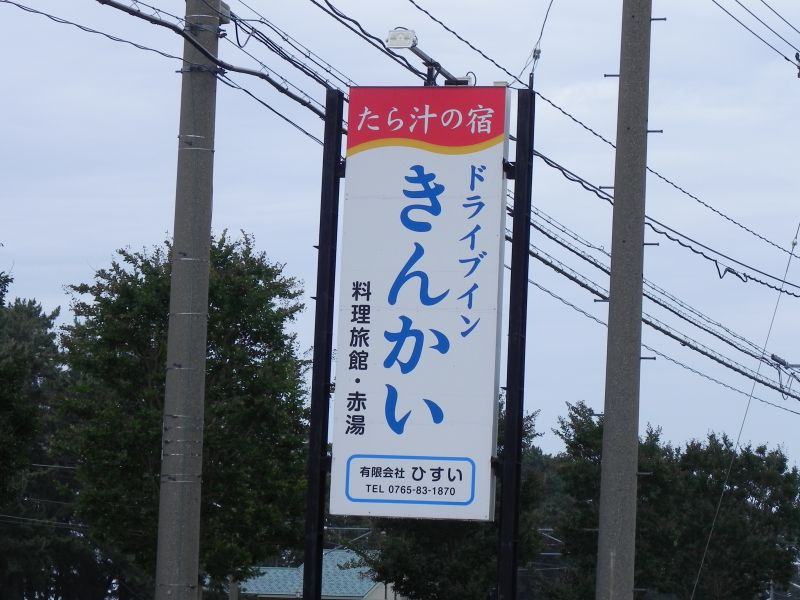 たら汁の宿
ドライブイン
きんかい
料理旅館・赤湯
有限会社 ひすい
TEL 0765-83-1870